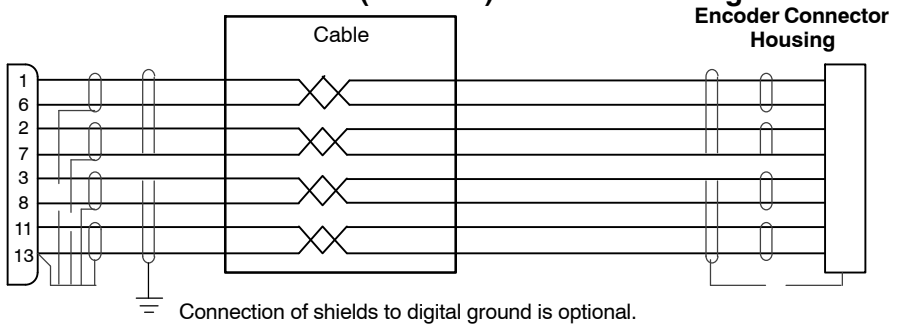 Encoder Connector
Housing
Cable
1
6
2
7
3
8
11
13
Connection of shields to digital ground is optional.